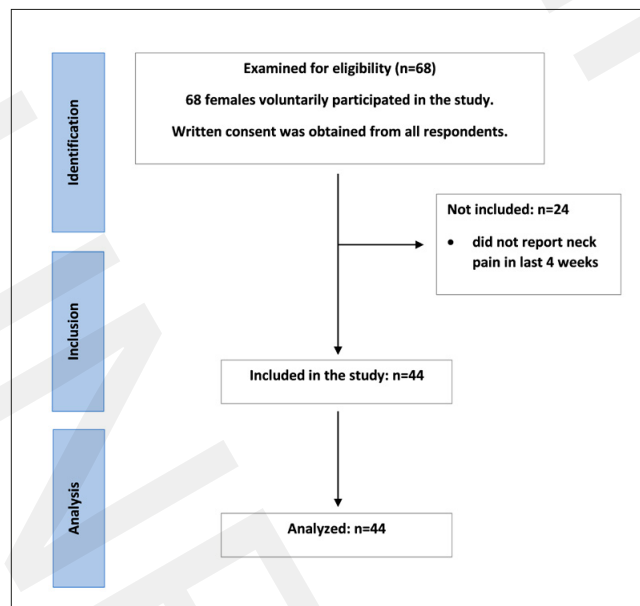 Identification
Examined for eligibility (n=68)
68 females voluntarily participated in the study.
Written consent was obtained from all respondents.
Not included: n=24
• did not report neck
pain in last 4 weeks
Inclusion
Included in the study: n=44
Analysis
Analyzed: n=44